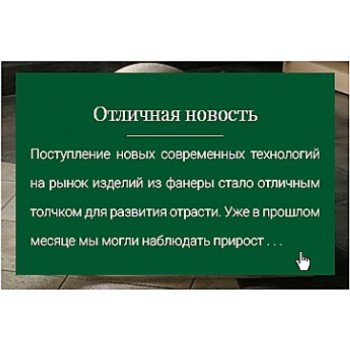 Отличная новость
Поступление новых современных технологий
на рынок изделий из фанеры стало отличным
толчком для развития отрасти. Уже в прошлом
месяце мы могли наблюдать прирост . . .